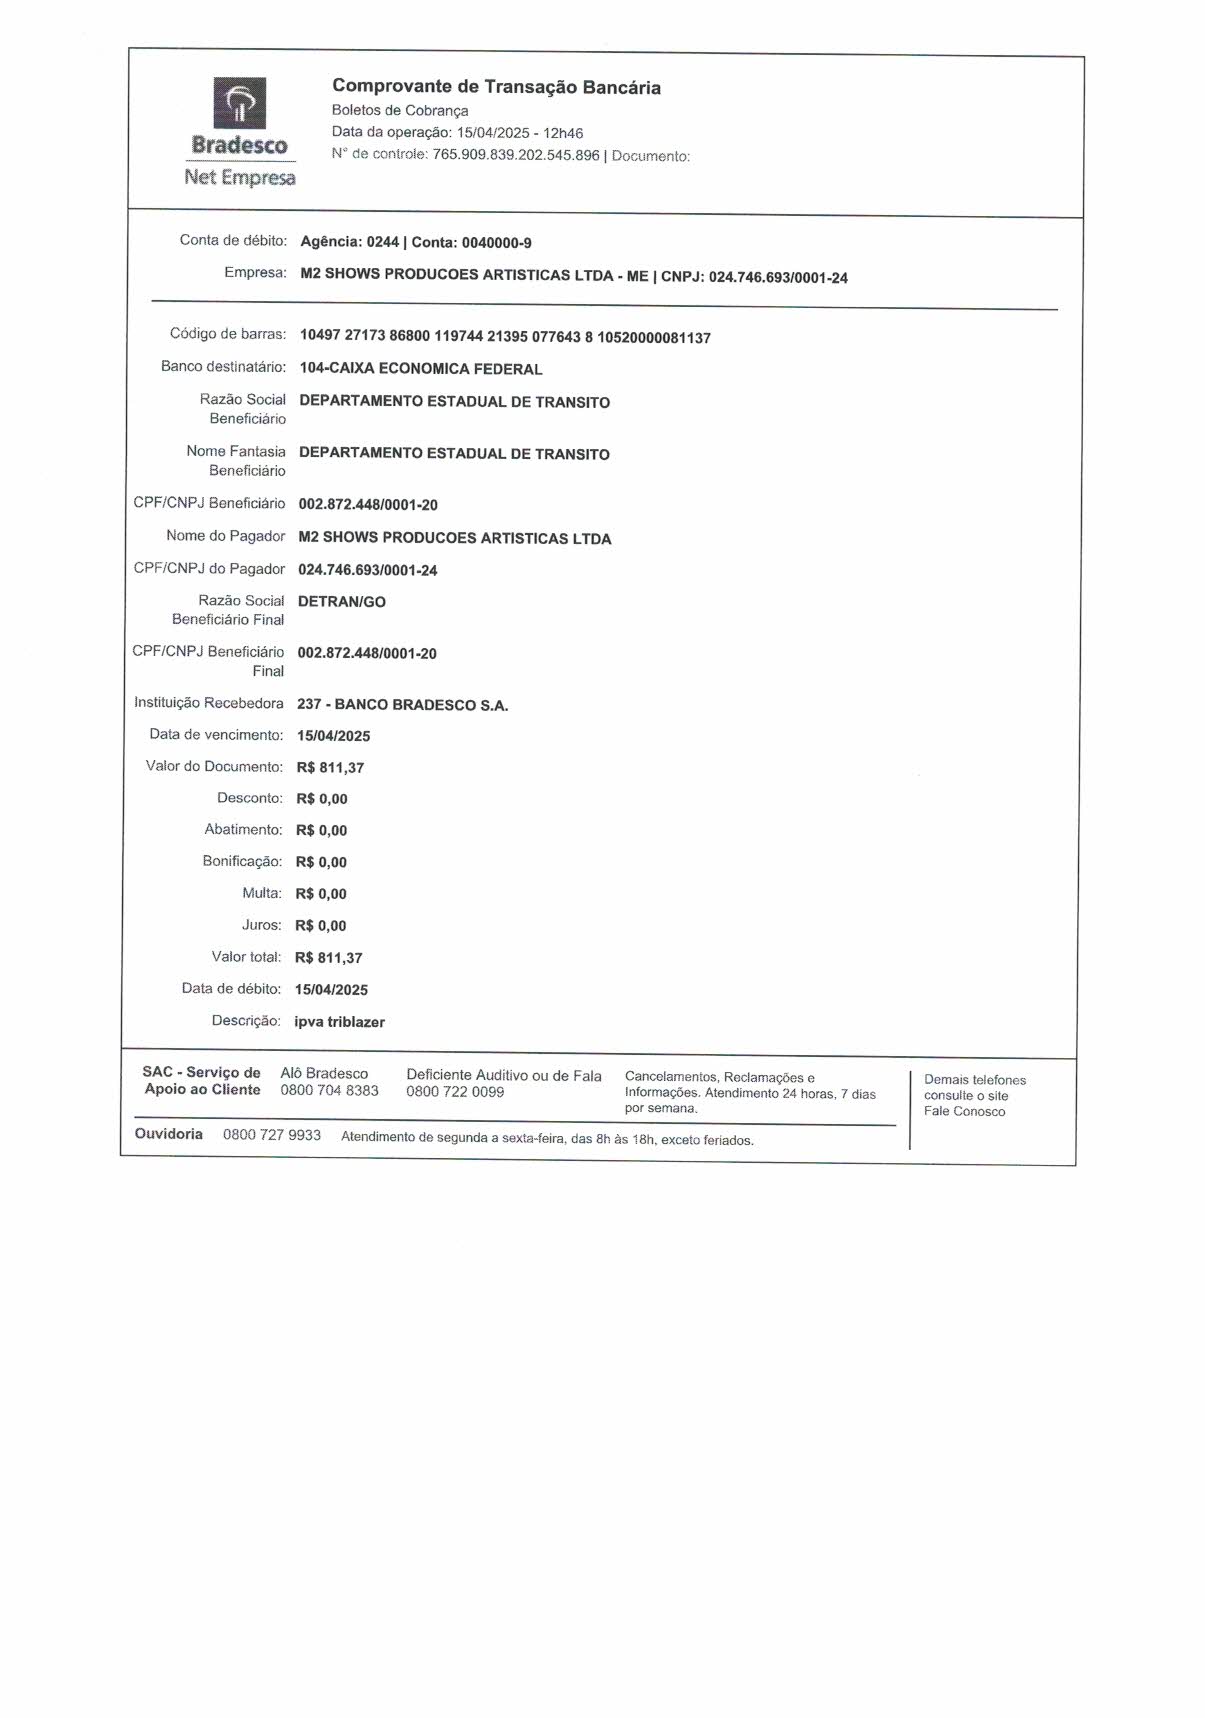 Comprovante de Transação Bancária
Boletos de Cobrança
Data da operação: 15/04/2025 - 12h46
N° de controle: 765.909.839.202.545.896 | Documento:
Bradesco
Net Empresa
Conta de débito: Agência: 0244 | Conta: 0040000-9
Empresa: M2 SHOWS PRODUCOES ARTISTICAS LTDA - ME | CNPJ: 024.746.693/0001-24
Código de barras: 10497 27173 86800 119744 21395 077643 8 10520000081137
Banco destinatário: 104-CAIXA ECONOMICA FEDERAL
Razão Social DEPARTAMENTO ESTADUAL DE TRANSITO
Beneficiário
Nome Fantasia DEPARTAMENTO ESTADUAL DE TRANSITO
Beneficiário
CPF/CNPJ Beneficiário 002.872.448/0001-20
Nome do Pagador M2 SHOWS PRODUCOES ARTISTICAS LTDA
CPF/CNPJ do Pagador 024.746.693/0001-24
Razão Social DETRAN/GO
Beneficiário Final
CPF/CNPJ Beneficiário 002.872.448/0001-20
Final
Instituição Recebedora 237 - BANCO BRADESCO S.A.
Data de vencimento: 15/04/2025
Valor do Documento: R$ 811,37
Desconto: R$ 0,00
Abatimento: R$ 0,00
Bonificação: R$ 0,00
Multa: R$ 0,00
Juros: R$ 0,00
Valor total: R$ 811,37
Data de débito: 15/04/2025
Descrição: ipva triblazer
SAC - Serviço de Apoio ao Cliente
Alô Bradesco
0800 704 8383
Deficiente Auditivo ou de Fala
0800 722 0099
Cancelamentos, Reclamações e
Informações. Atendimento 24 horas, 7 dias
por semana.
Demais telefones
consulte o site
Fale Conosco
Ouvidoria 0800 727 9933 Atendimento de segunda a sexta-feira, das 8h às 18h, exceto feriados.